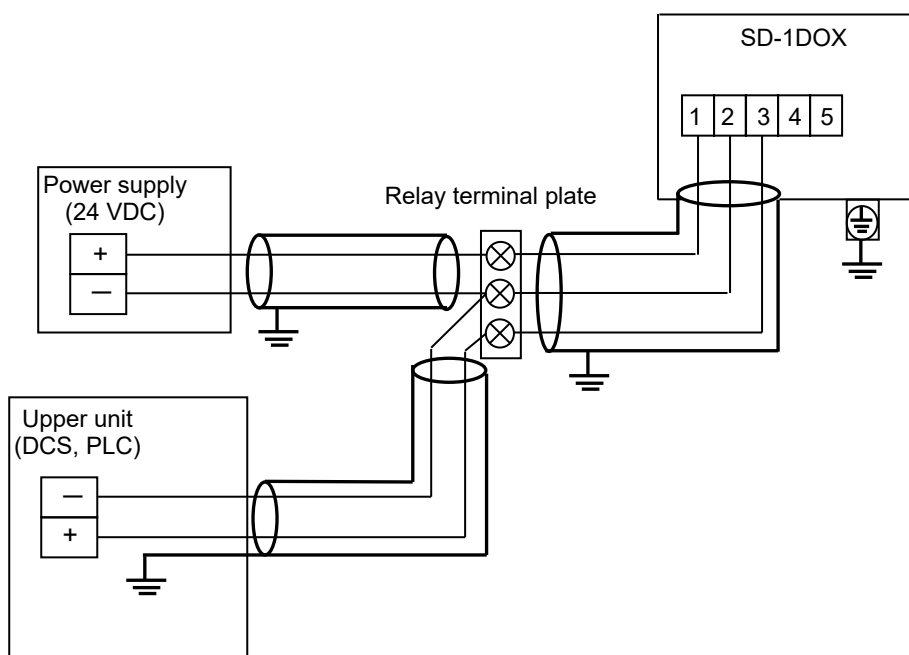 SD-1DOX
1 2 3 4 5
Power supply
(24 VDC)
+
—
Relay terminal plate
Upper unit
(DCS, PLC)
—
+